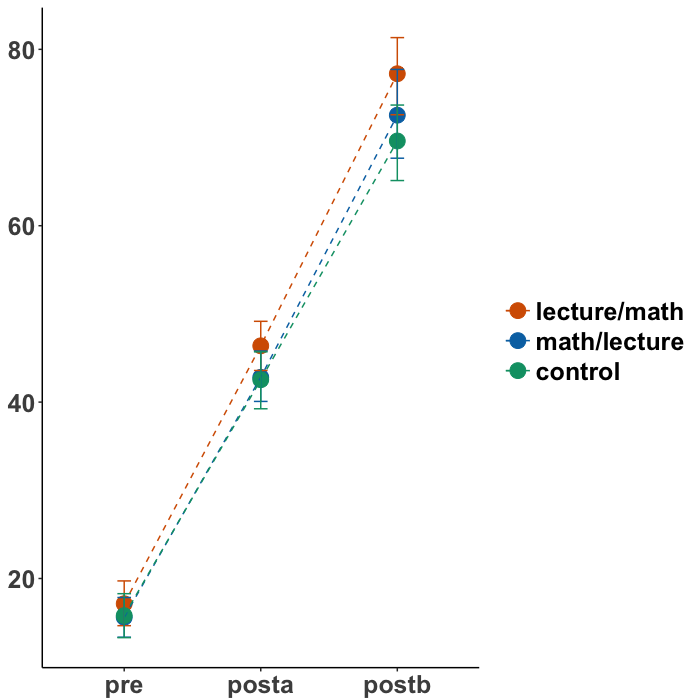 80
60
40
20
pre posta postb
lecture/math
math/lecture
control